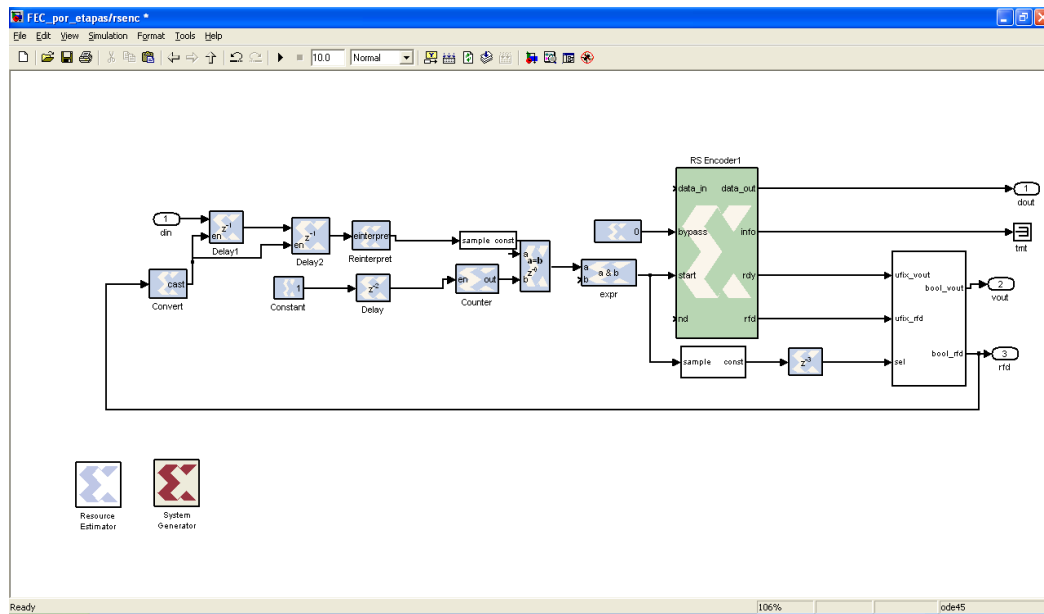 FEC_por_etapas/rsenc *
File Edit View Simulation Format Tools Help
10.0 Normal
RS Encoder1
data_in data_out
bypass info
start rdy
nd rfd
1
din
z-1
en
Delay1
z-1
en
Delay2
einterpre
Reinterpret
sample const
a
a=b
z-0
b
0
a
a & b
b
expr
cast
Convert
1
Constant
z-2
Delay
en out
Counter
sample const
z-3
ufix_vout
bool_vout
ufix_rfd
bool_rfd
sel
1
dout
tmt
2
vout
3
rfd
Resource
Estimator
System
Generator
Ready 106% ode45